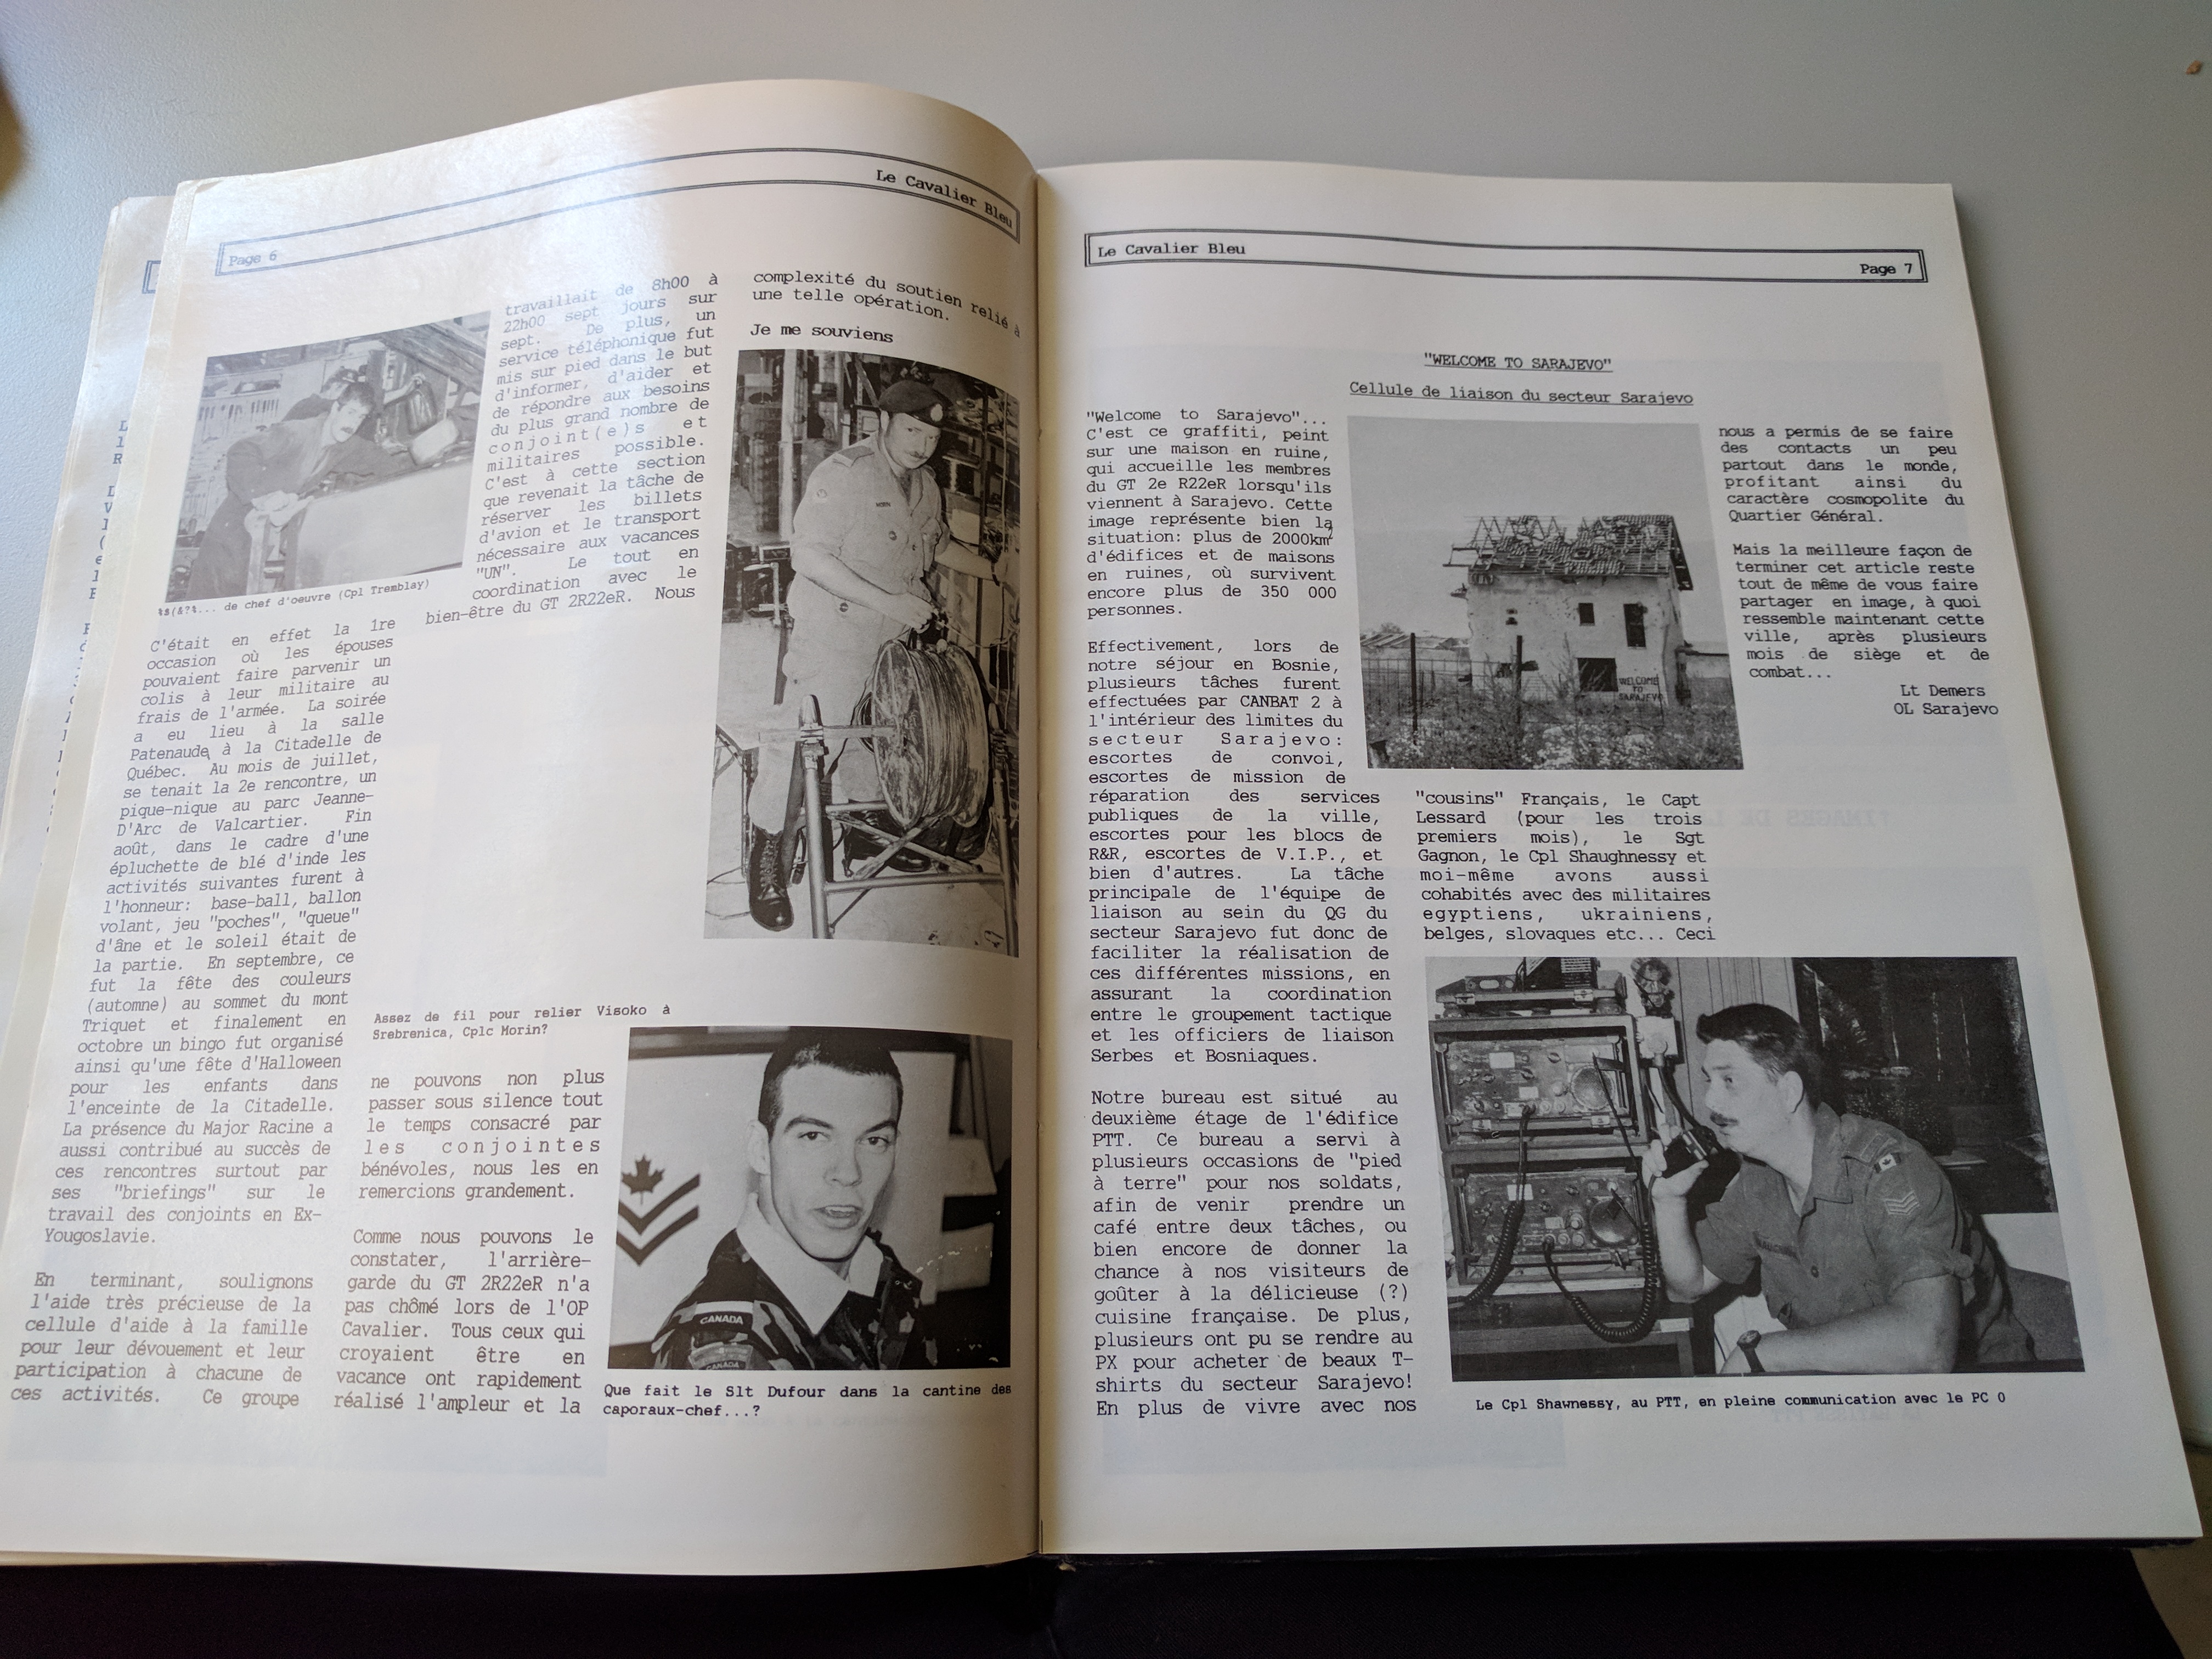 Le Cavalier Bleu
Page 6
%$(&?%... de chef d'oeuvre (Cpl Tremblay)
C'était en effet la 1re
occasion où les épouses
pouvaient faire parvenir un
colis à leur militaire au
frais de l'armée. La soirée
a eu lieu à la salle
Patenaude à la Citadelle de
Québec. Au mois de juillet,
se tenait la 2e rencontre, un
pique-nique au parc Jeanne-
D'Arc de Valcartier. Fin
août, dans le cadre d'une
épluchette de blé d'inde les
activités suivantes furent à
l'honneur: base-ball, ballon
volant, jeu "poches", "queue"
d'âne et le soleil était de
la partie. En septembre, ce
fut la fête des couleurs
(automne) au sommet du mont
Triquet et finalement en
octobre un bingo fut organisé
ainsi qu'une fête d'Halloween
pour les enfants dans
l'enceinte de la Citadelle.
La présence du Major Racine a
aussi contribué au succès de
ces rencontres surtout par
ses "briefings" sur le
travail des conjoints en Ex-
Yougoslavie.
En terminant, soulignons
l'aide très précieuse de la
cellule d'aide à la famille
pour leur dévouement et leur
participation à chacune de
ces activités. Ce groupe
travaillait de 8h00 à
22h00 sept jours sur
sept. De plus, un
service téléphonique fut
mis sur pied dans le but
d'informer, d'aider et
de répondre aux besoins
du plus grand nombre de
conjoint(e)s et
militaires possible.
C'est à cette section
que revenait la tâche de
réserver les billets
d'avion et le transport
nécessaire aux vacances
"UN". Le tout en
coordination avec le
bien-être du GT 2R22eR. Nous
Assez de fil pour relier Visoko à
Srebrenica, Cplc Morin?
ne pouvons non plus
passer sous silence tout
le temps consacré par
les conjointes
bénévoles, nous les en
remercions grandement.
Comme nous pouvons le
constater, l'arrière-
garde du GT 2R22eR n'a
pas chômé lors de l'OP
Cavalier. Tous ceux qui
croyaient être en
vacance ont rapidement
réalisé l'ampleur et la
complexité du soutien relié à
une telle opération.
Je me souviens
CANADA
CANADA
Que fait le Slt Dufour dans la cantine des
caporaux-chef...?
Le Cavalier Bleu
Page 7
"WELCOME TO SARAJEVO"
Cellule de liaison du secteur Sarajevo
"Welcome to Sarajevo"...
C'est ce graffiti, peint
sur une maison en ruine,
qui accueille les membres
du GT 2e R22eR lorsqu'ils
viennent à Sarajevo. Cette
image représente bien la
situation: plus de 2000km²
d'édifices et de maisons
en ruines, où survivent
encore plus de 350 000
personnes.
Effectivement, lors de
notre séjour en Bosnie,
plusieurs tâches furent
effectuées par CANBAT 2 à
l'intérieur des limites du
secteur Sarajevo:
escortes de convoi,
escortes de mission de
réparation des services
publiques de la ville,
escortes pour les blocs de
R&R, escortes de V.I.P., et
bien d'autres. La tâche
principale de l'équipe de
liaison au sein du QG du
secteur Sarajevo fut donc de
faciliter la réalisation de
ces différentes missions, en
assurant la coordination
entre le groupement tactique
et les officiers de liaison
Serbes et Bosniaques.
Notre bureau est situé au
deuxième étage de l'édifice
PTT. Ce bureau a servi à
plusieurs occasions de "pied
à terre" pour nos soldats,
afin de venir prendre un
café entre deux tâches, ou
bien encore de donner la
chance à nos visiteurs de
goûter à la délicieuse (?)
cuisine française. De plus,
plusieurs ont pu se rendre au
PX pour acheter de beaux T-
shirts du secteur Sarajevo!
En plus de vivre avec nos
WELCOME
TO
SARAJEVO
"cousins" Français, le Capt
Lessard (pour les trois
premiers mois), le Sgt
Gagnon, le Cpl Shaughnessy et
moi-même avons aussi
cohabités avec des militaires
egyptiens, ukrainiens,
belges, slovaques etc... Ceci
nous a permis de se faire
des contacts un peu
partout dans le monde,
profitant ainsi du
caractère cosmopolite du
Quartier Général.
Mais la meilleure façon de
terminer cet article reste
tout de même de vous faire
partager en image, à quoi
ressemble maintenant cette
ville, après plusieurs
mois de siège et de
combat...
Lt Demers
OL Sarajevo
Le Cpl Shawnessy, au PTT, en pleine communication avec le PC 0